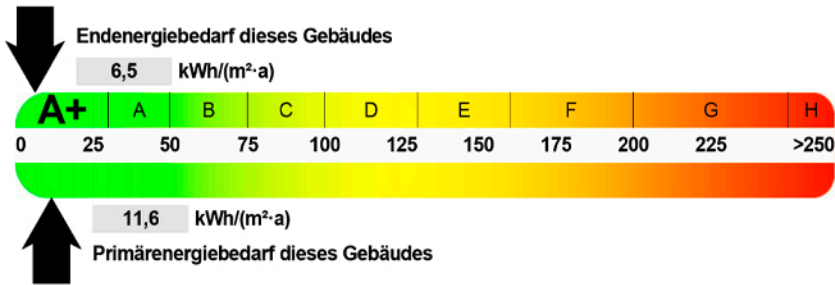 Endenergiebedarf dieses Gebäudes
6,5 kWh/(m²·a)
A+ A B C D E F G H
0 25 50 75 100 125 150 175 200 225 >250
11,6 kWh/(m²·a)
Primärenergiebedarf dieses Gebäudes